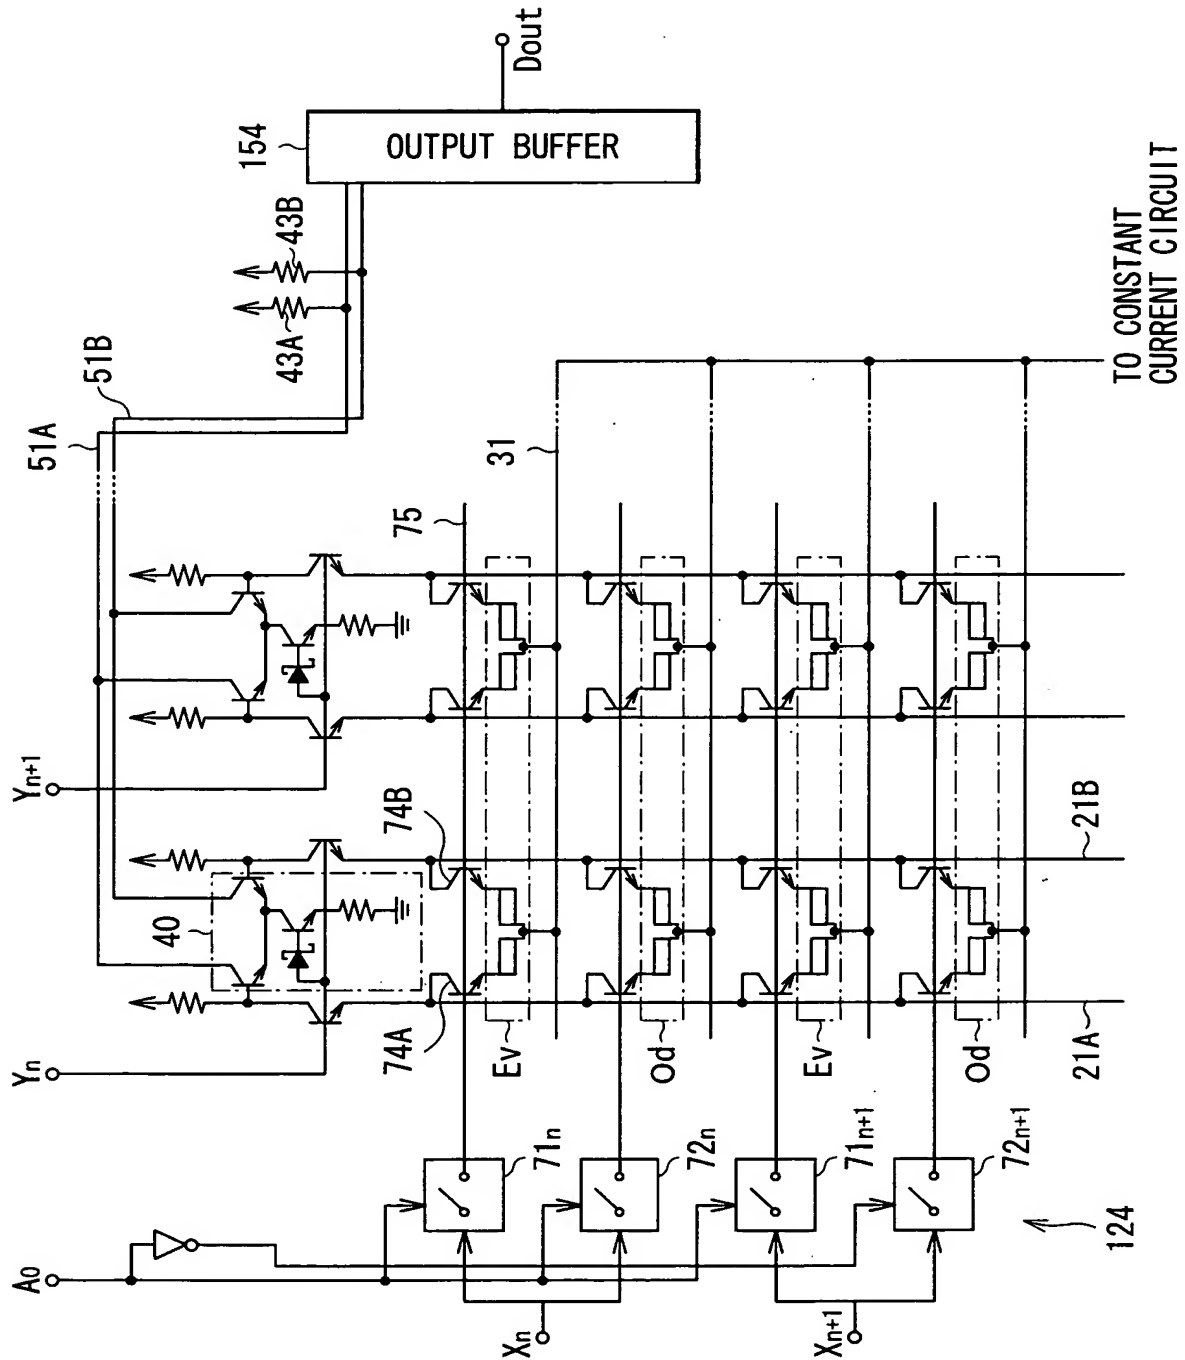 Yn
Yn+1
51A
51B
43A
43B
154
OUTPUT BUFFER
Dout
40
A0
74A
74B
75
31
71n
Ev
Xn
72n
Od
71n+1
Ev
Xn+1
72n+1
Od
124
21A
21B
TO CONSTANT
CURRENT CIRCUIT